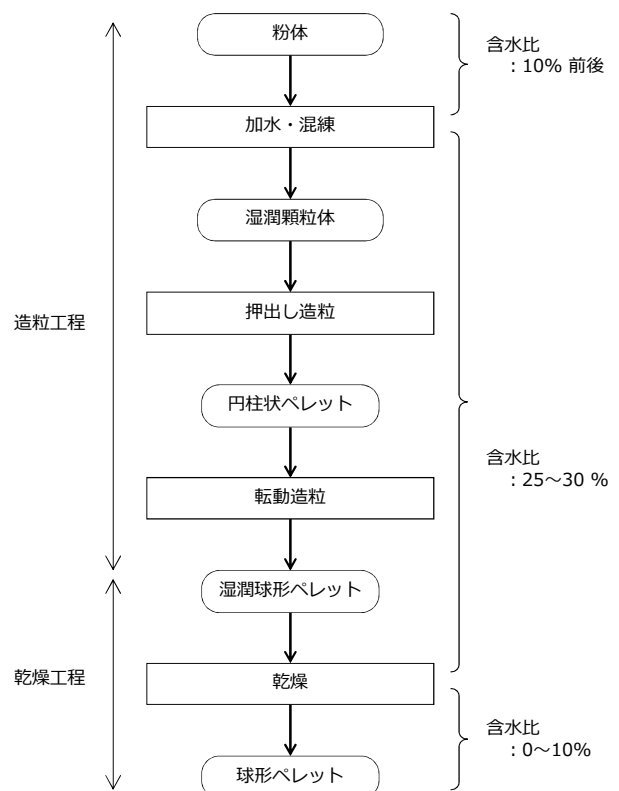 粉体
含水比
：10% 前後
加水・混練
湿潤顆粒体
造粒工程
押出し造粒
円柱状ペレット
含水比
：25～30 %
転動造粒
湿潤球形ペレット
乾燥工程
乾燥
含水比
：0～10%
球形ペレット